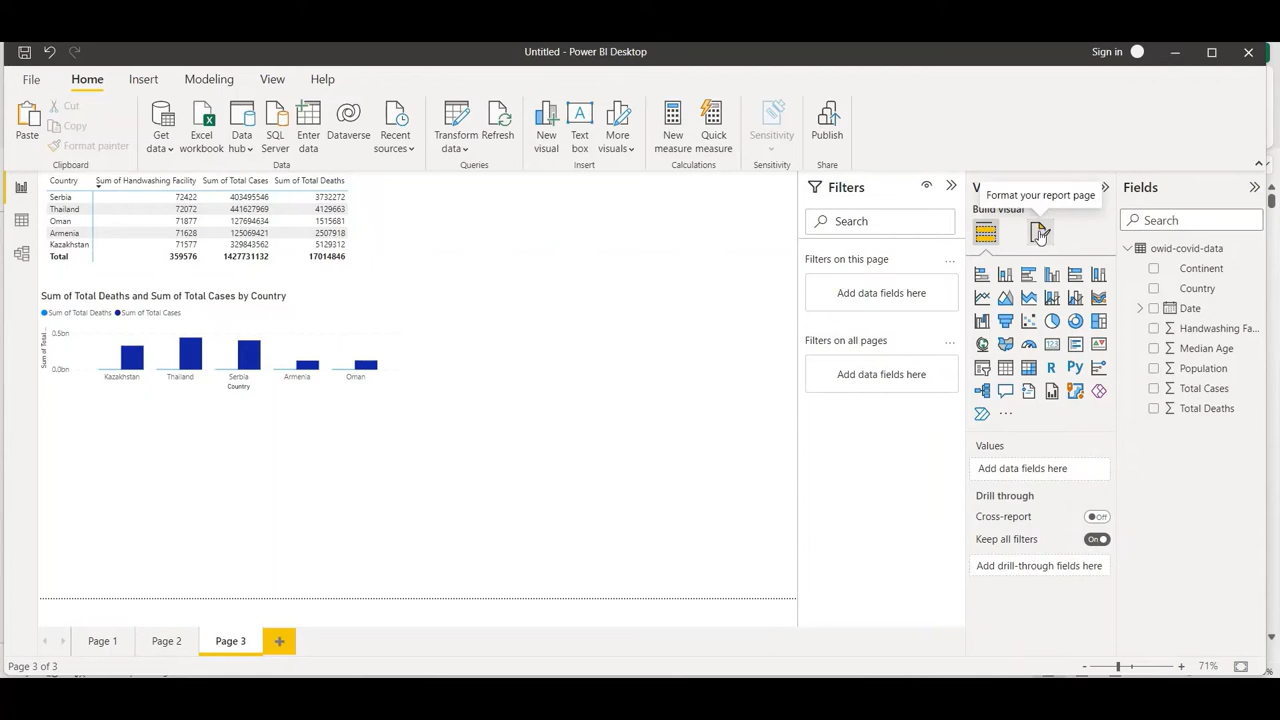 Untitled - Power BI Desktop
Sign in
File Home Insert Modeling View Help
Paste
Cut
Copy
Format painter
Clipboard
Get data
Excel workbook
Data hub
SQL Server
Enter data
Dataverse
Recent sources
Data
Transform data
Refresh
Queries
New visual
Text box
More visuals
Insert
New measure
Quick measure
Calculations
Sensitivity
Sensitivity
Publish
Share
Country Sum of Handwashing Facility Sum of Total Cases Sum of Total Deaths
Serbia 72422 403495546 3732272
Thailand 72072 441627969 4129663
Oman 71877 127694634 1515681
Armenia 71628 125069421 2507918
Kazakhstan 71577 329843562 5129312
Total 359576 1427731132 17014846
Sum of Total Deaths and Sum of Total Cases by Country
Sum of Total Deaths Sum of Total Cases
Sum of Total...
0.5bn
0.0bn
Kazakhstan Thailand Serbia Armenia Oman
Country
Filters
Search
Filters on this page ...
Add data fields here
Filters on all pages ...
Add data fields here
V
Format your report page
Build visual
R Py
123
...
Values
Add data fields here
Drill through
Cross-report Off
Keep all filters On
Add drill-through fields here
Fields
Search
owid-covid-data
Continent
Country
Date
Handwashing Fa...
Median Age
Population
Total Cases
Total Deaths
Page 1 Page 2 Page 3
Page 3 of 3
71%